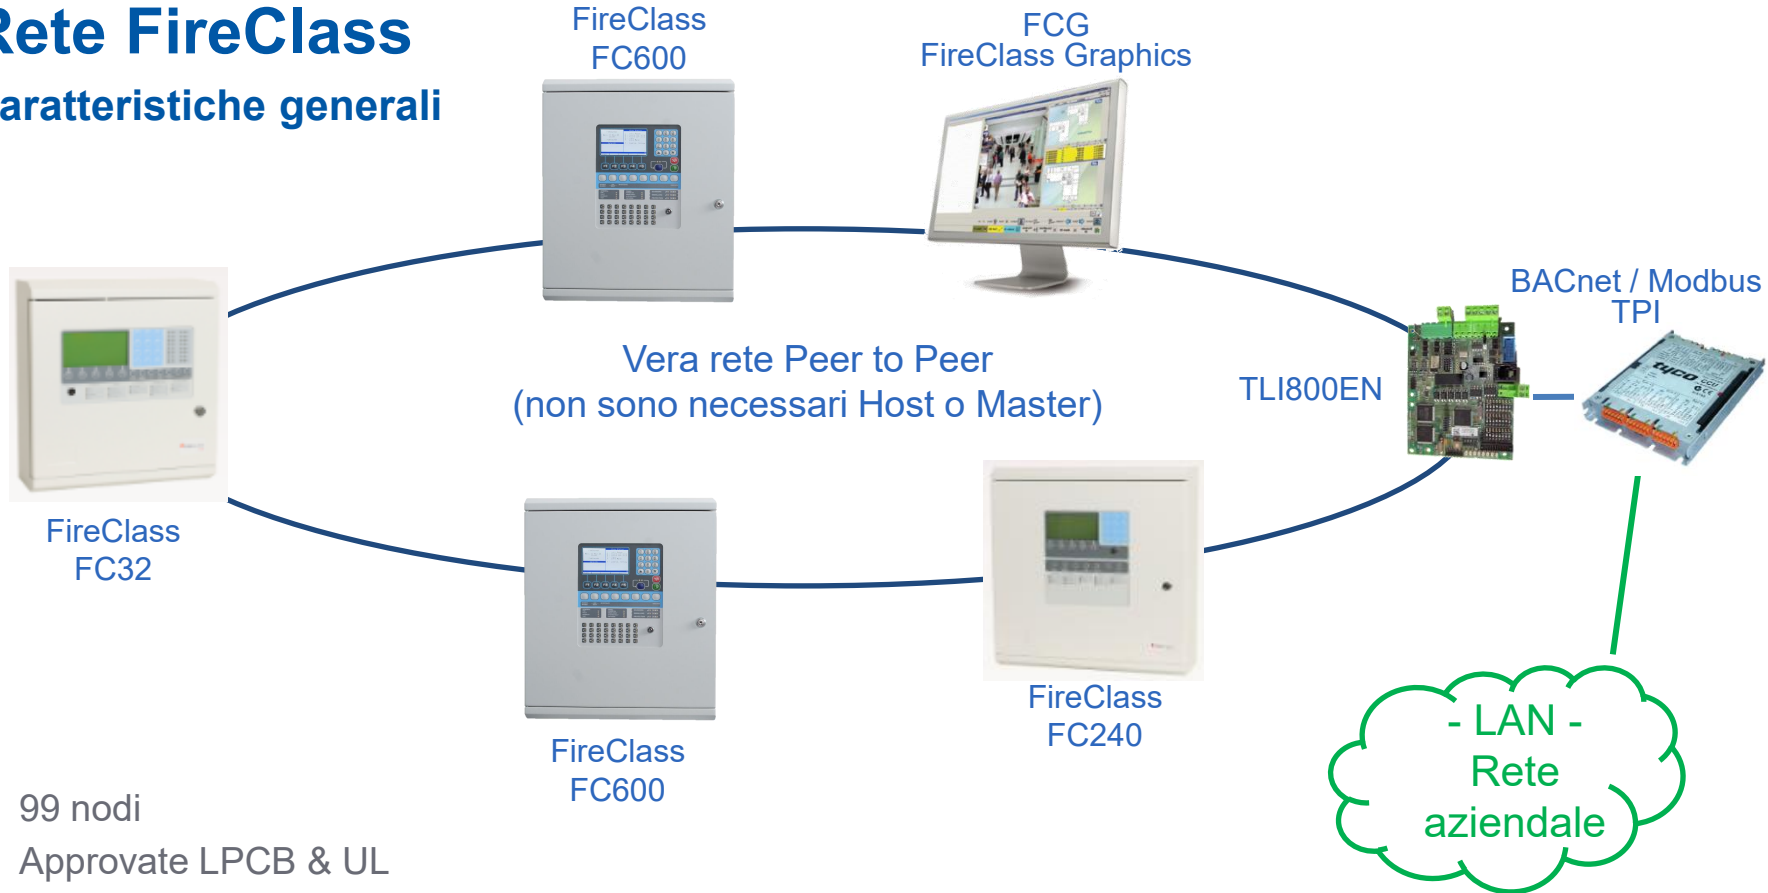 Rete FireClass
aratteristiche generali
FireClass
FC600
FCG
FireClass Graphics
BACnet / Modbus
TPI
Vera rete Peer to Peer
(non sono necessari Host o Master)
TLI800EN
tyco
FireClass
FC32
FireClass
FC240
FireClass
FC600
- LAN -
Rete
aziendale
99 nodi
Approvate LPCB & UL